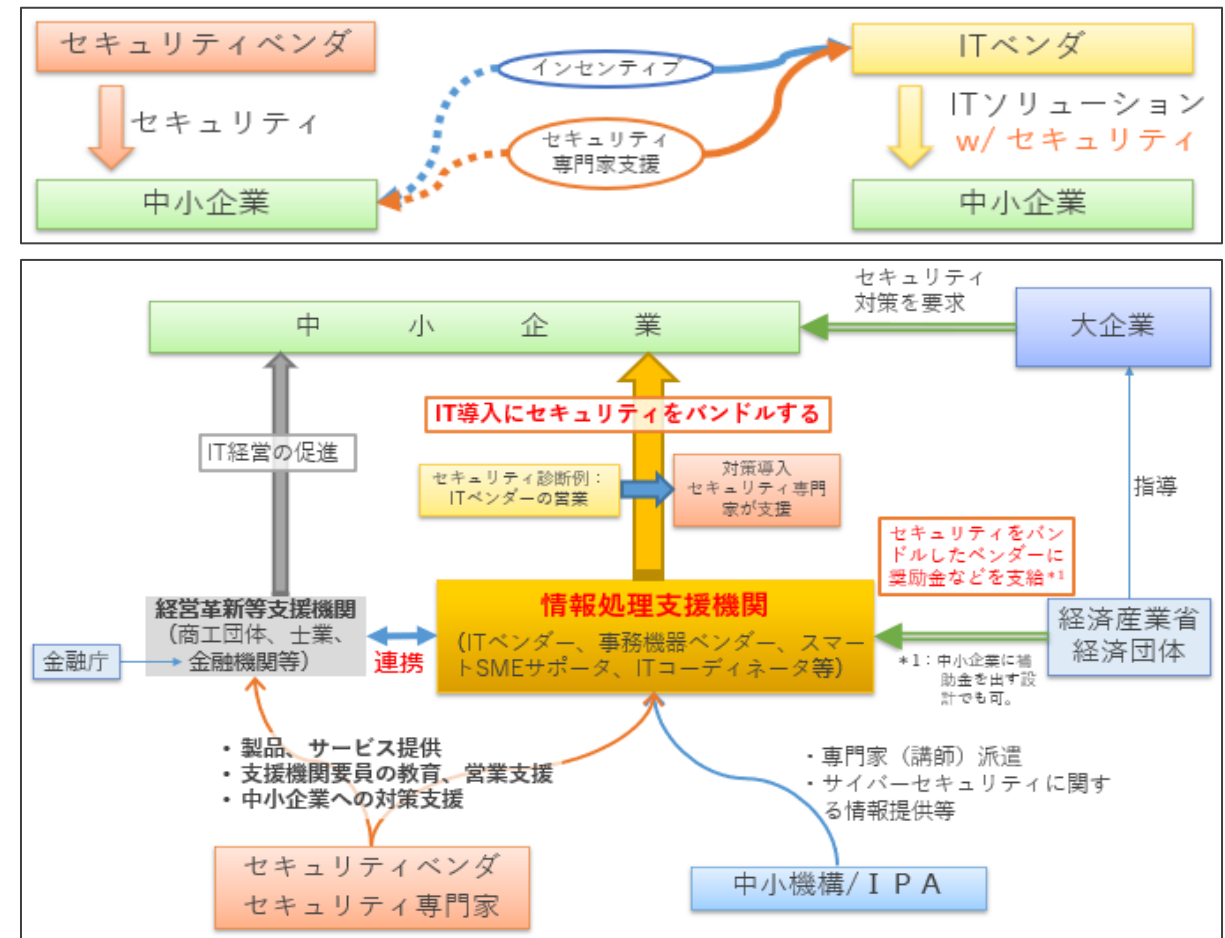 セキュリティベンダ
ITベンダ
インセンティブ
セキュリティ
ITソリューション
w/ セキュリティ
セキュリティ
専門家支援
中小企業
中小企業
セキュリティ
対策を要求
中小企業
大企業
IT導入にセキュリティをバンドルする
IT経営の促進
セキュリティ診断例：
ITベンダーの営業
対策導入
セキュリティ専門
家が支援
指導
セキュリティをバン
ドルしたベンダーに
奨励金などを支給*1
経営革新等支援機関
（商工団体、士業、
金融機関等）
金融庁
連携
情報処理支援機関
（ITベンダー、事務機器ベンダー、スマー
トSMEサポータ、ITコーディネータ等）
経済産業省
経済団体
＊1：中小企業に補
助金を出す設
計でも可。
・製品、サービス提供
・支援機関要員の教育、営業支援
・中小企業への対策支援
・専門家（講師）派遣
・サイバーセキュリティに関す
る情報提供等
セキュリティベンダ
セキュリティ専門家
中小機構/ＩＰＡ